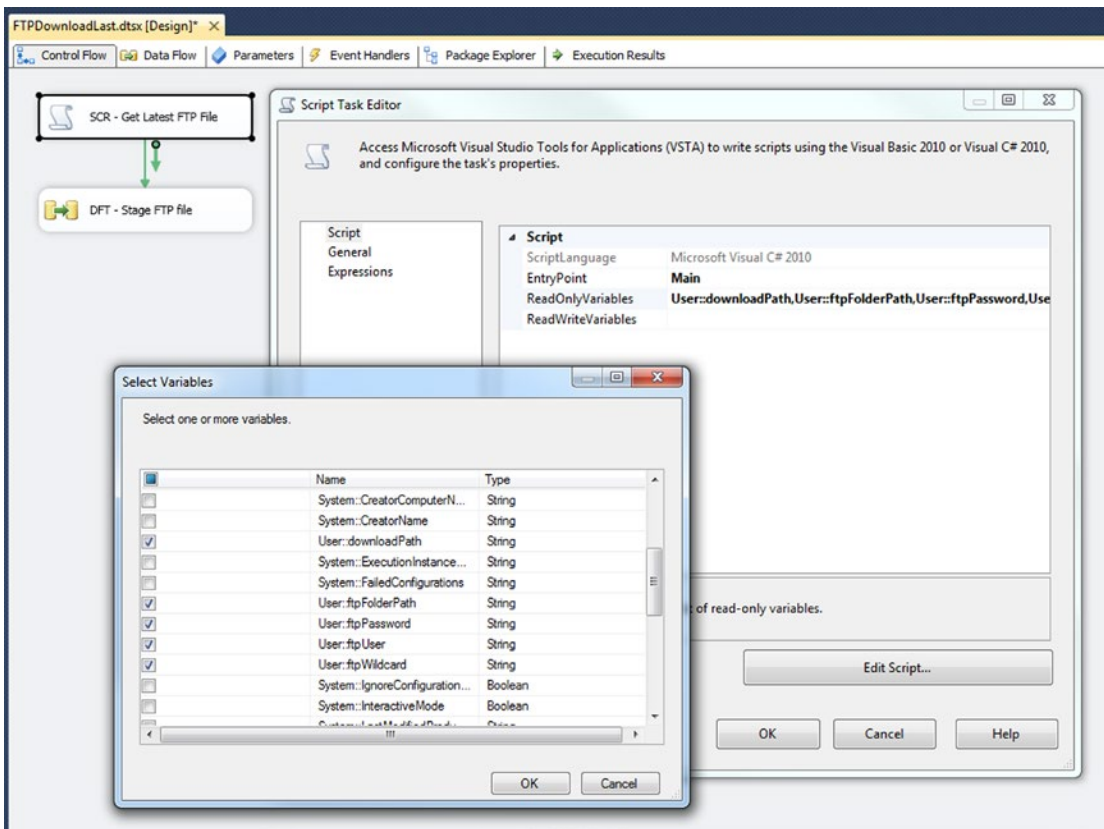 FTPDownloadLast.dtsx [Design]*
Control Flow Data Flow Parameters Event Handlers Package Explorer Execution Results
SCR - Get Latest FTP File
DFT - Stage FTP file
Script Task Editor
Access Microsoft Visual Studio Tools for Applications (VSTA) to write scripts using the Visual Basic 2010 or Visual C# 2010,
and configure the task's properties.
Script
General
Expressions
Script
ScriptLanguage Microsoft Visual C# 2010
EntryPoint Main
ReadOnlyVariables User::downloadPath,User::ftpFolderPath,User::ftpPassword,Use
ReadWriteVariables
of read-only variables.
Edit Script...
OK Cancel Help
Select Variables
Select one or more variables.
Name Type
System::CreatorComputerN... String
System::CreatorName String
User::downloadPath String
System::ExecutionInstance... String
System::FailedConfigurations String
User::ftpFolderPath String
User::ftpPassword String
User::ftpUser String
User::ftpWildcard String
System::IgnoreConfiguration... Boolean
System::InteractiveMode Boolean
OK Cancel